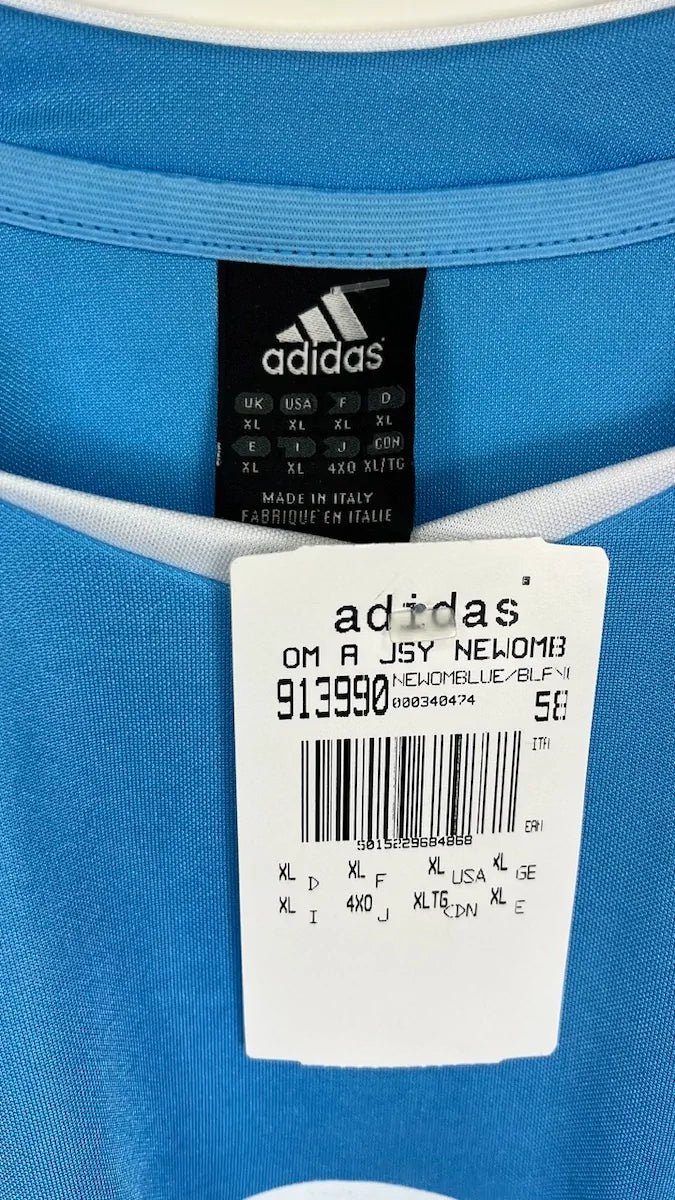 adidas
UK USA F D
XL XL XL XL
E I J CDN
XL XL 4XO XL/TG
MADE IN ITALY
FABRIQUE EN ITALIE
adidas
OM A JSY NEWOMB
NEWOMBLUE/BLF
913990
000340474
58
ITA
EAN
5015229684868
XL D XL F XL USA XL GE
XL I 4XO J XLTG CDN XL E